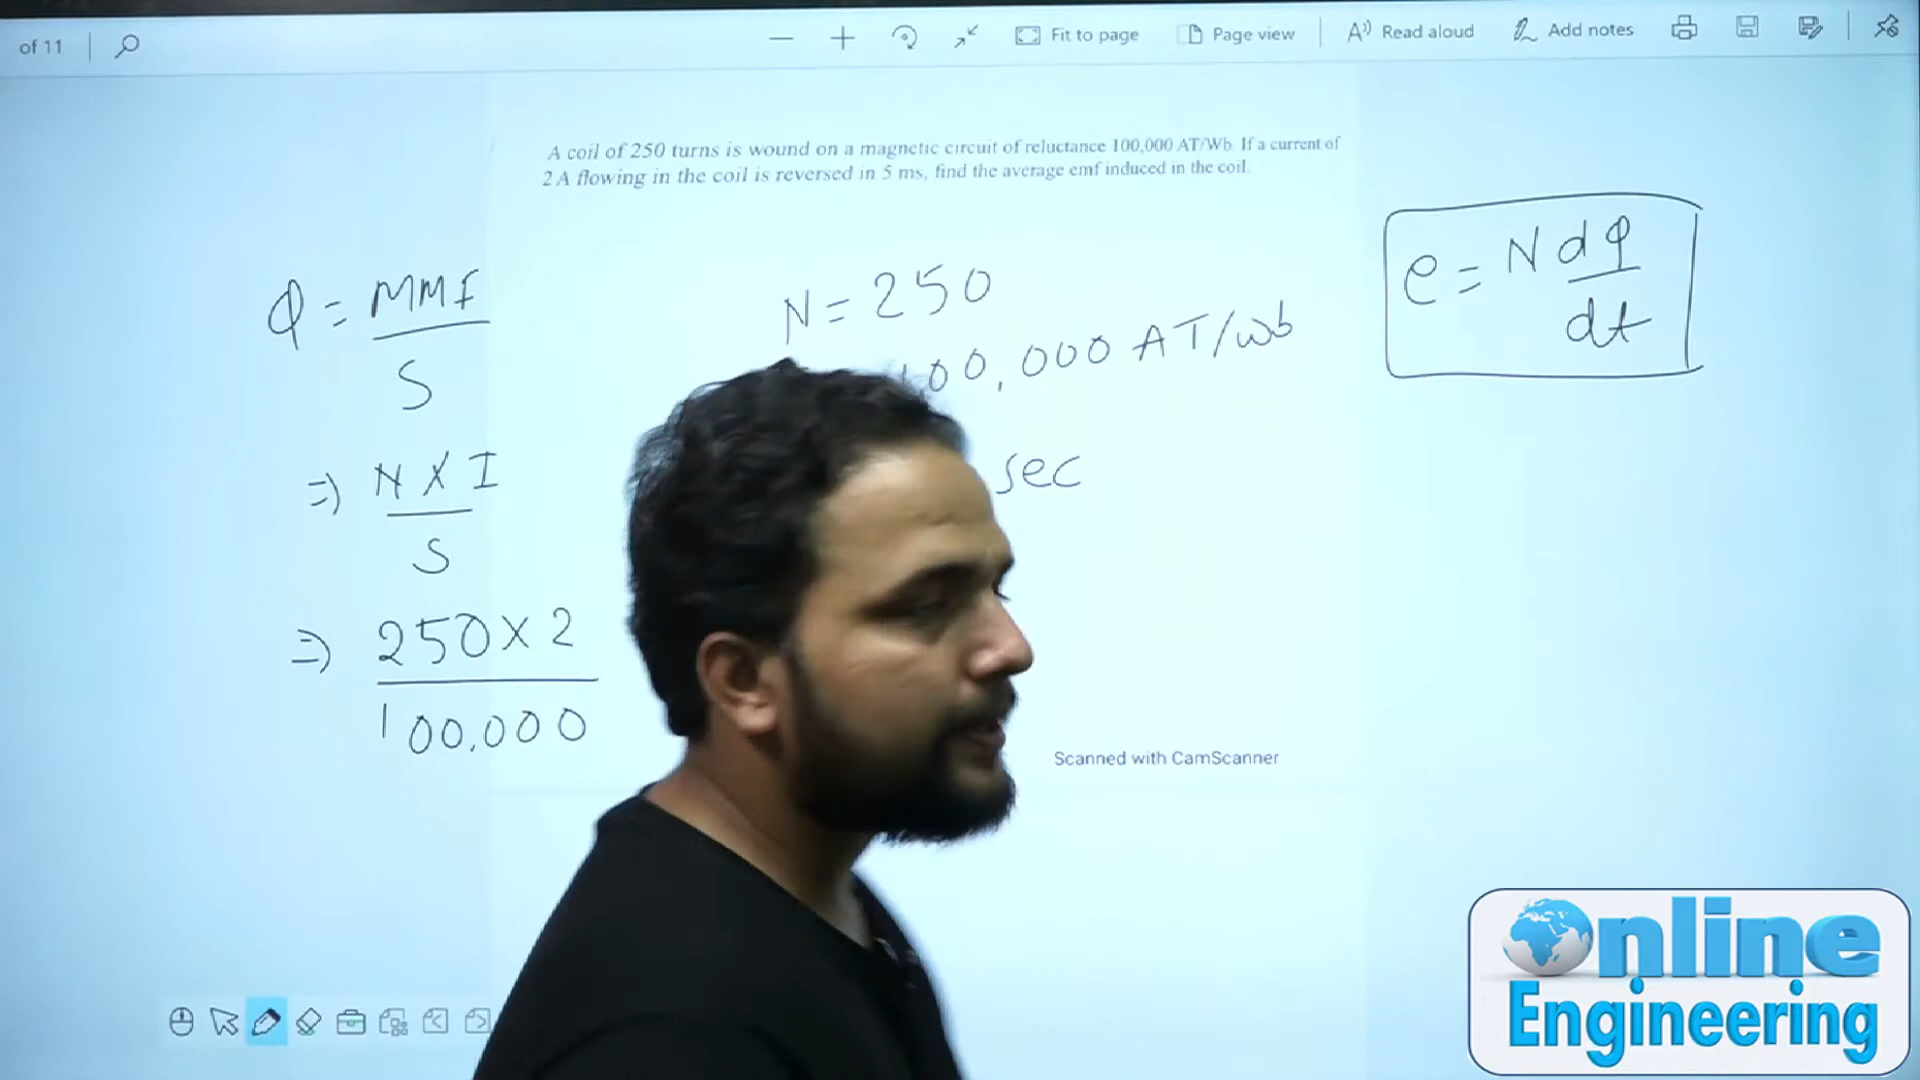 of 11
Fit to page
Page view
Read aloud
Add notes
A coil of 250 turns is wound on a magnetic circuit of reluctance 100,000 AT/Wb. If a current of
2 A flowing in the coil is reversed in 5 ms, find the average emf induced in the coil.
e = N dφ / dt
φ = MMF / S
N = 250
100,000 AT/wb
⇒ N X I / S
sec
⇒ 250 x 2 / 100,000
Scanned with CamScanner
Online
Engineering